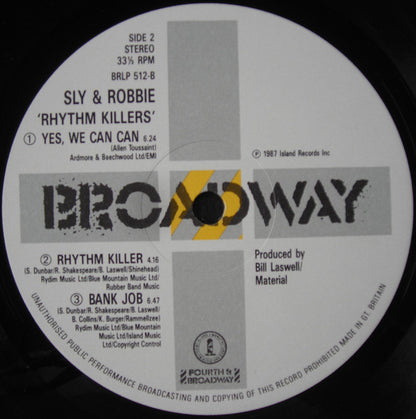 SIDE 2
STEREO
33⅓ RPM
BRLP 512-B
SLY & ROBBIE
'RHYTHM KILLERS'
① YES, WE CAN CAN 6.24
(Allen Toussaint)
Ardmore & Beechwood Ltd/EMI
℗ 1987 Island Records Inc
BROADWAY
② RHYTHM KILLER 4.16
(S. Dunbar/R. Shakespeare/B. Laswell/Shinehead)
Rydim Music Ltd/Blue Mountain Music Ltd/
Rubber Band Music
③ BANK JOB 6.47
(S. Dunbar/R. Shakespeare/B. Laswell/
B. Collins/K. Burger/Rammellzee)
Rydim Music Ltd/Blue Mountain
Music Ltd/Island Music
Ltd/Copyright Control
Produced by
Bill Laswell/
Material
FOURTH &
BROADWAY
UNAUTHORISED PUBLIC PERFORMANCE BROADCASTING AND COPYING OF THIS RECORD PROHIBITED MADE IN GT. BRITAIN